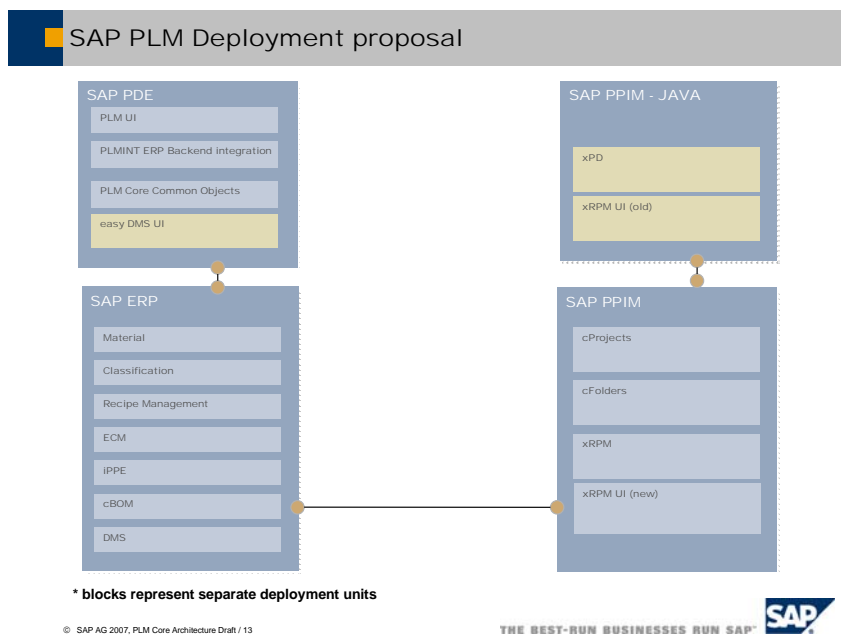 SAP PLM Deployment proposal
SAP PDE
PLM UI
PLMINT ERP Backend integration
PLM Core Common Objects
easy DMS UI
SAP PPIM - JAVA
xPD
xRPM UI (old)
SAP ERP
Material
Classification
Recipe Management
ECM
iPPE
cBOM
DMS
SAP PPIM
cProjects
cFolders
xRPM
xRPM UI (new)
* blocks represent separate deployment units
© SAP AG 2007, PLM Core Architecture Draft / 13
THE BEST-RUN BUSINESSES RUN SAP™
SAP